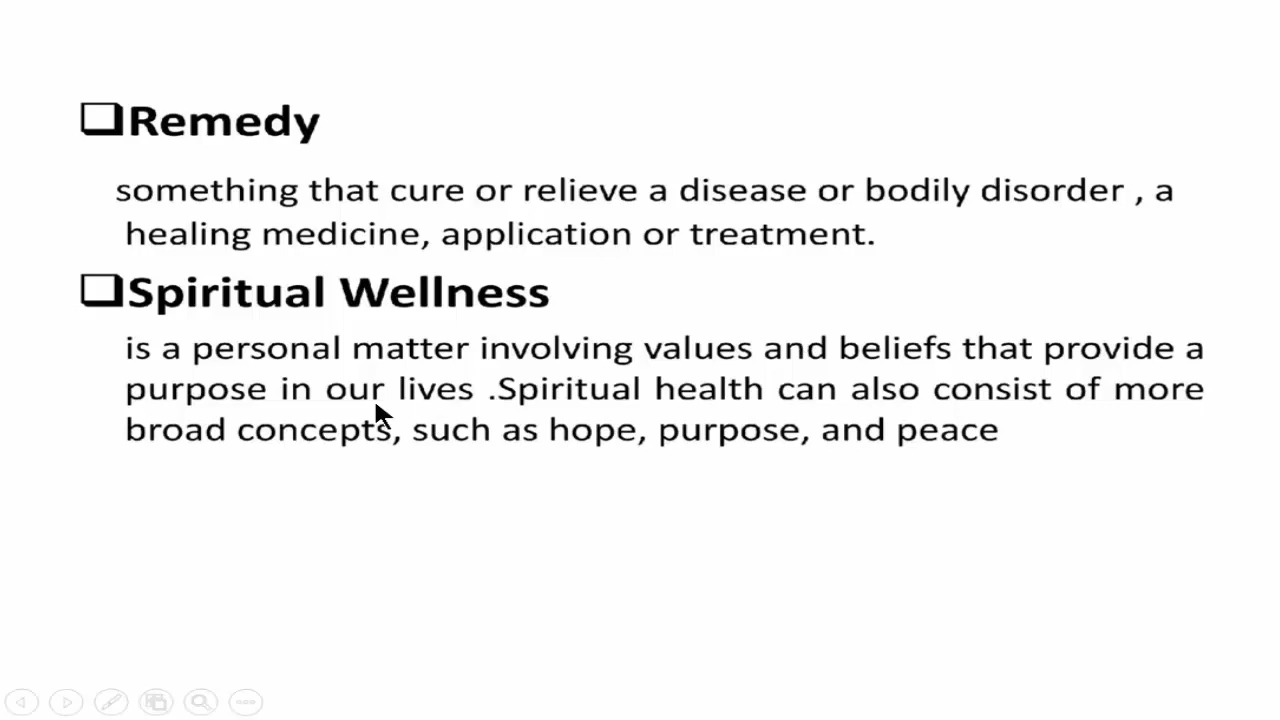 Remedy
something that cure or relieve a disease or bodily disorder , a
healing medicine, application or treatment.
Spiritual Wellness
is a personal matter involving values and beliefs that provide a
purpose in our lives .Spiritual health can also consist of more
broad concepts, such as hope, purpose, and peace